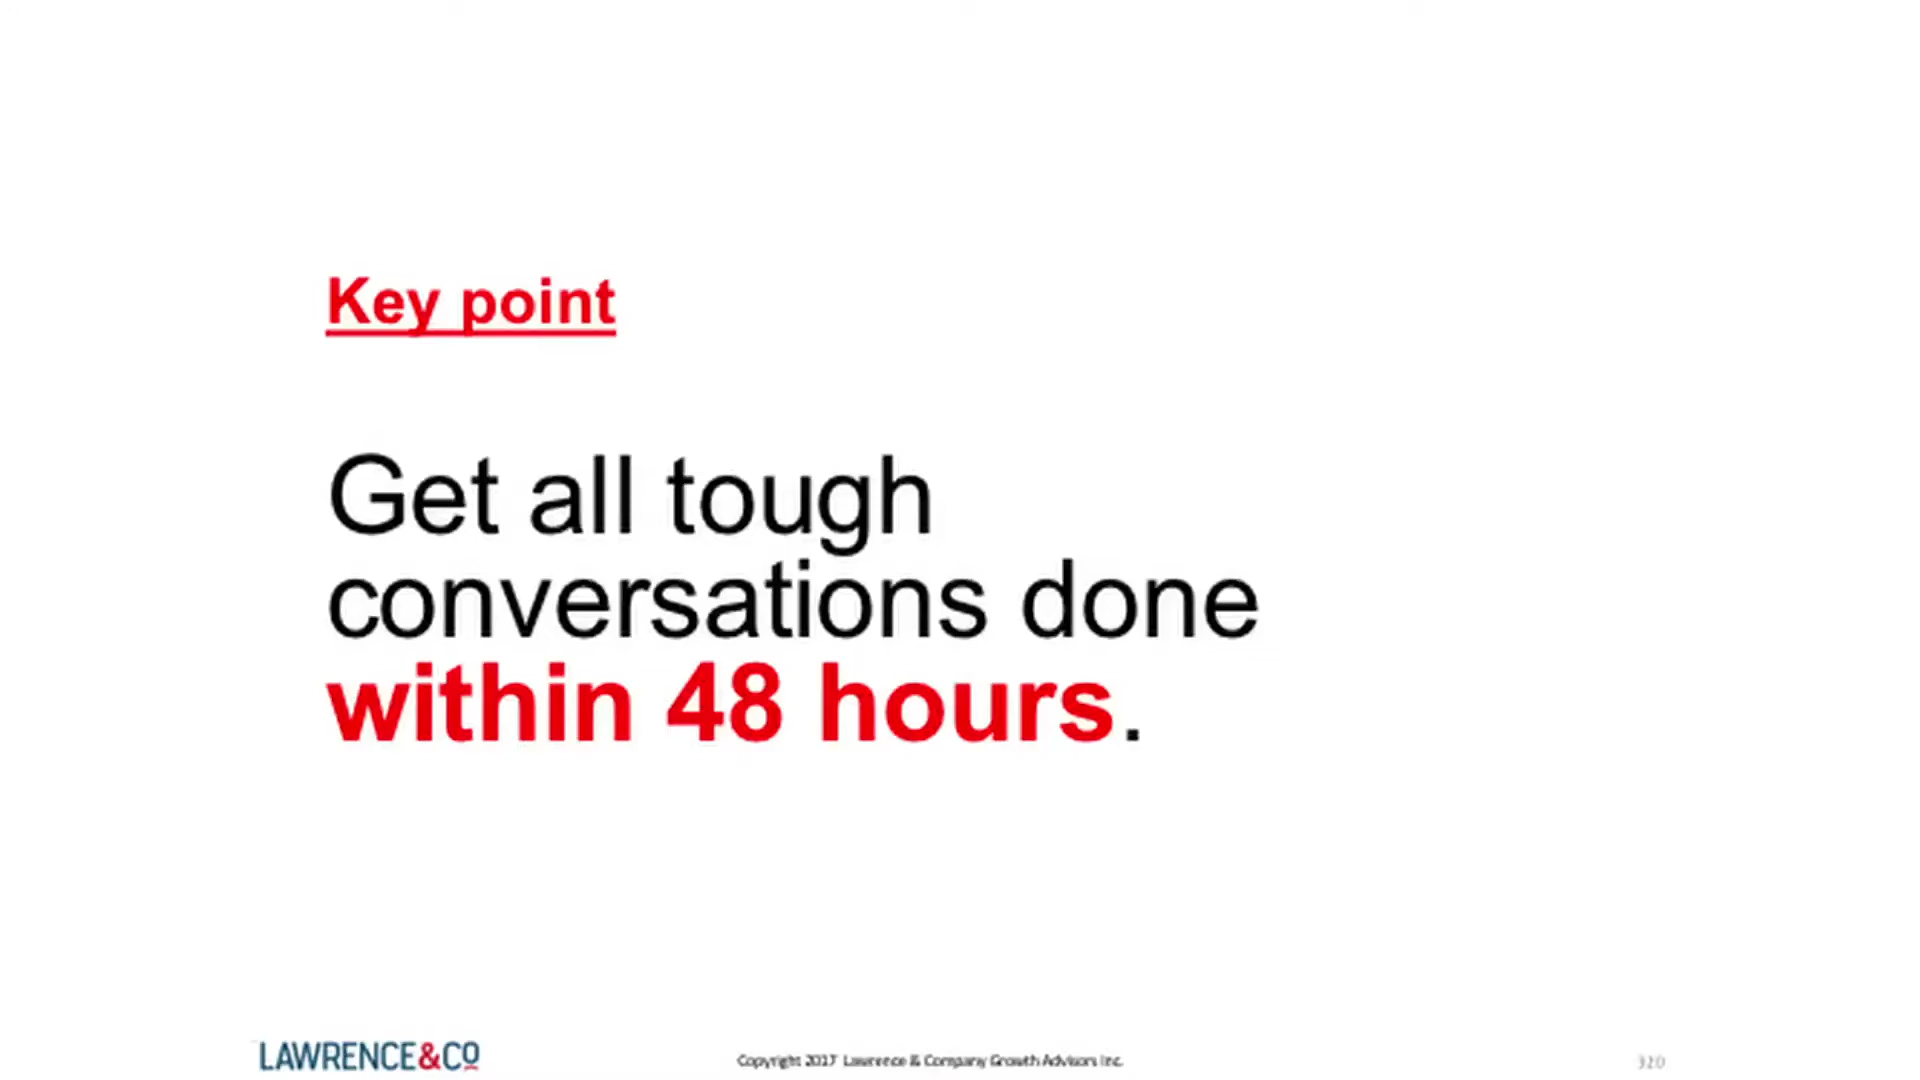 Key point
Get all tough
conversations done
within 48 hours.
LAWRENCE&CO
Copyright 2017 Lawrence & Company Growth Advisors Inc.
320